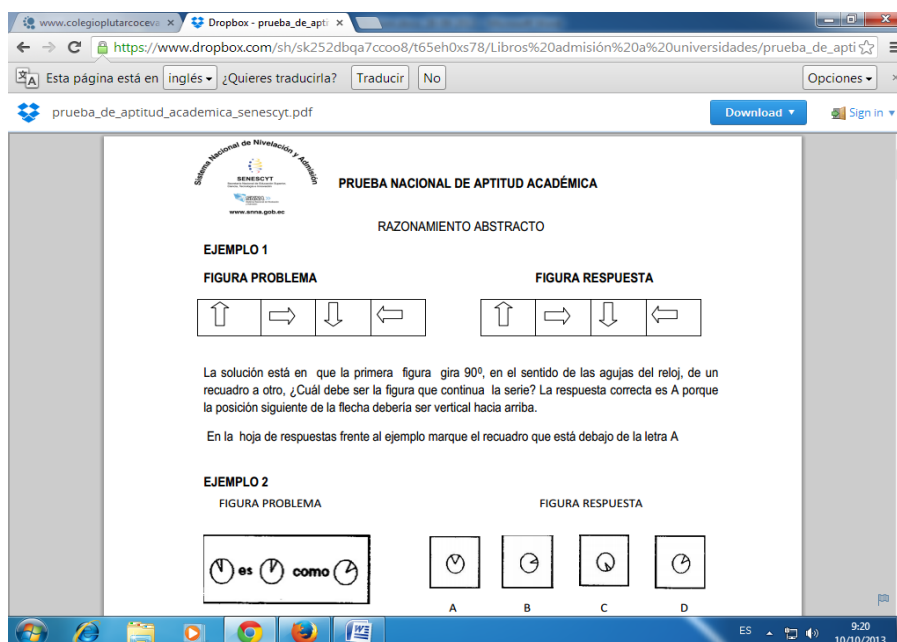 www.colegioplutarcoceva
Dropbox - prueba_de_apti
https://www.dropbox.com/sh/sk252dbqa7ccoo8/t65eh0xs78/Libros%20admisión%20a%20universidades/prueba_de_apti
Esta página está en inglés ¿Quieres traducirla? Traducir No Opciones
prueba_de_aptitud_academica_senescyt.pdf Download Sign in
Sistema Nacional de Nivelación y Admisión
SENESCYT
www.snna.gob.ec
PRUEBA NACIONAL DE APTITUD ACADÉMICA
RAZONAMIENTO ABSTRACTO
EJEMPLO 1
FIGURA PROBLEMA FIGURA RESPUESTA
La solución está en que la primera figura gira 90º, en el sentido de las agujas del reloj, de un
recuadro a otro, ¿Cuál debe ser la figura que continua la serie? La respuesta correcta es A porque
la posición siguiente de la flecha debería ser vertical hacia arriba.
En la hoja de respuestas frente al ejemplo marque el recuadro que está debajo de la letra A
EJEMPLO 2
FIGURA PROBLEMA FIGURA RESPUESTA
es como
A B C D
ES 9:20
10/10/2013